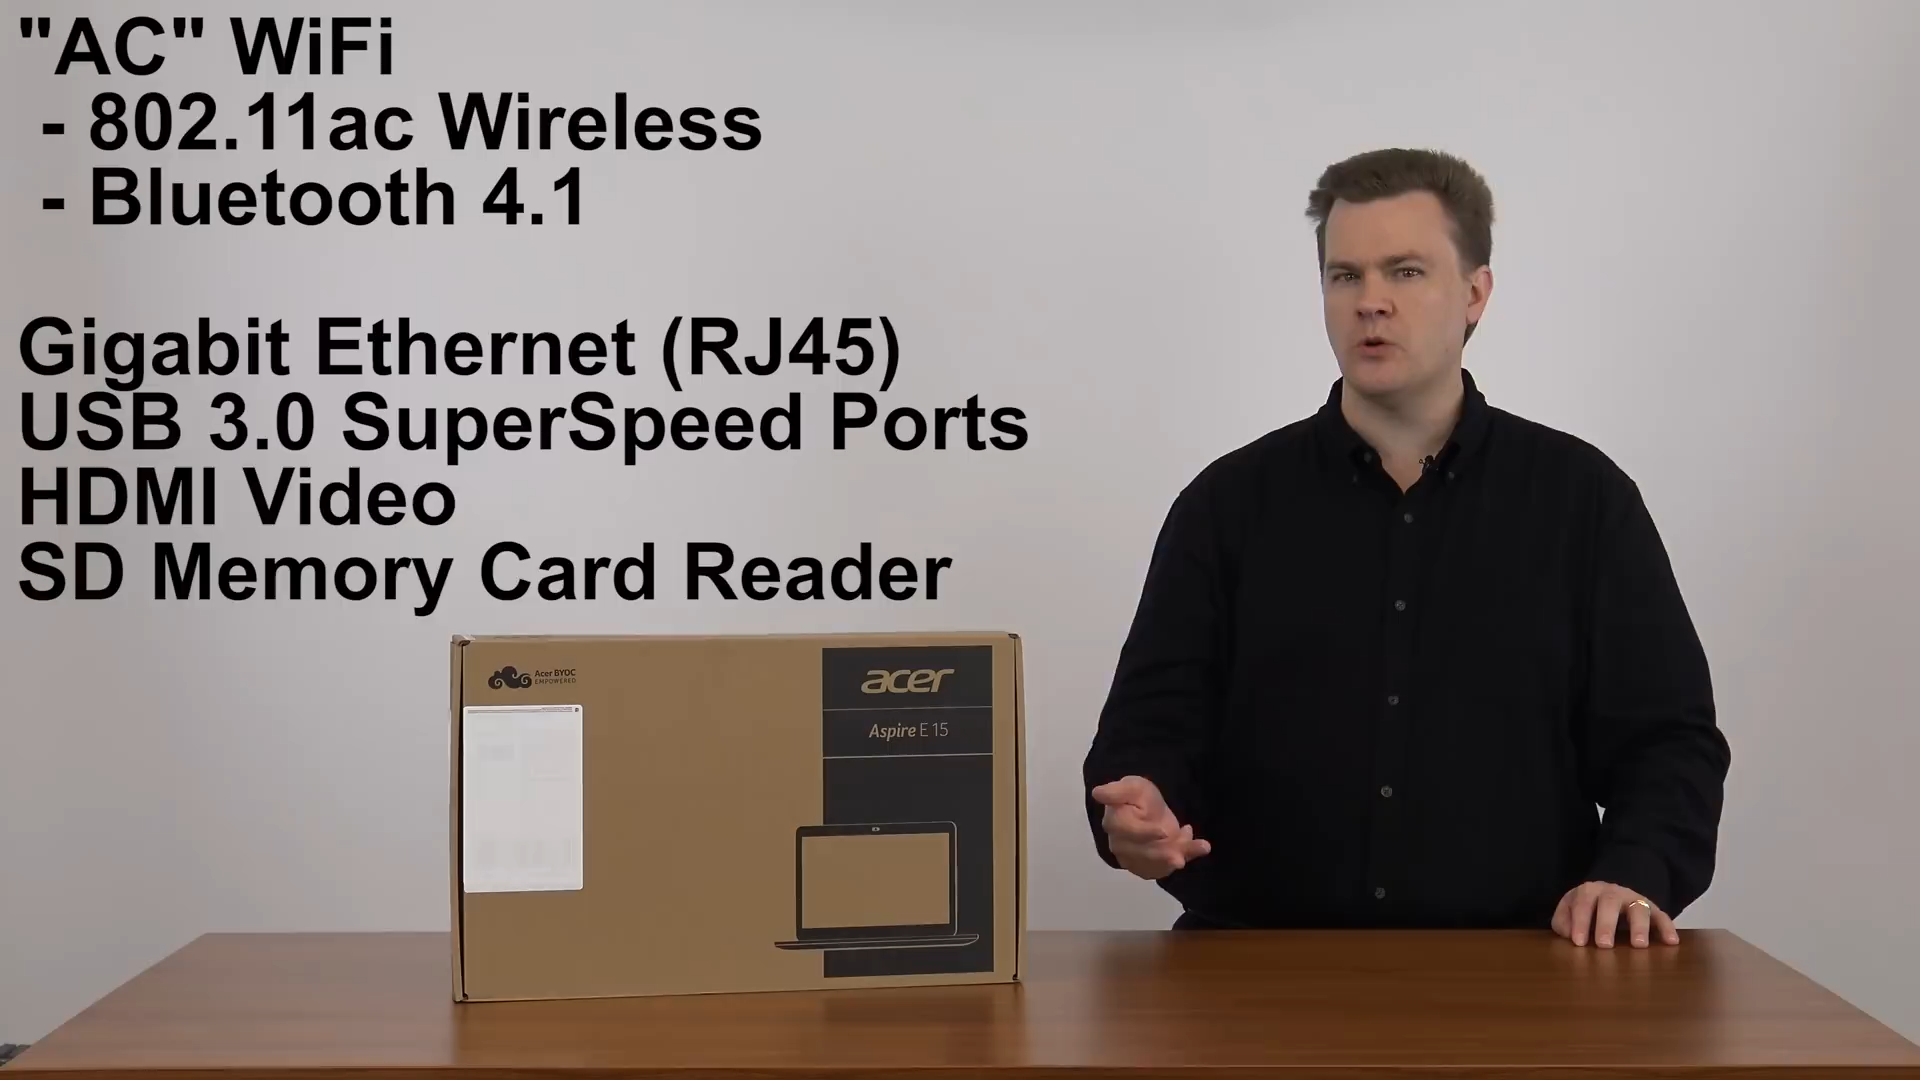 "AC" WiFi
- 802.11ac Wireless
- Bluetooth 4.1
Gigabit Ethernet (RJ45)
USB 3.0 SuperSpeed Ports
HDMI Video
SD Memory Card Reader
Acer BYOC
EMPOWERED
acer
Aspire E 15